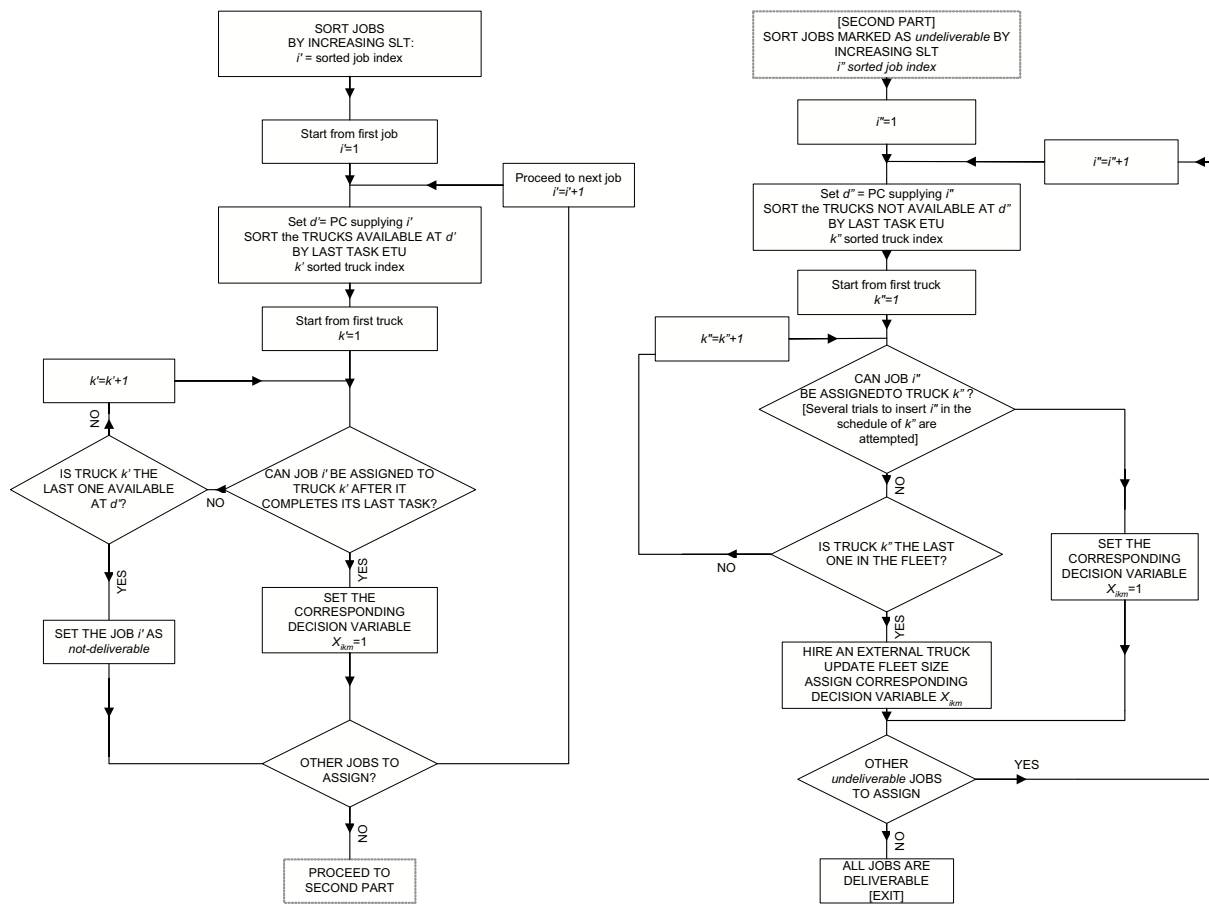 SORT JOBS
BY INCREASING SLT:
i' = sorted job index
Start from first job
i'=1
Proceed to next job
i'=i'+1
Set d'= PC supplying i'
SORT the TRUCKS AVAILABLE AT d'
BY LAST TASK ETU
k' sorted truck index
Start from first truck
k'=1
k'=k'+1
NO
IS TRUCK k' THE
LAST ONE AVAILABLE
AT d'?
NO
CAN JOB i' BE ASSIGNED TO
TRUCK k' AFTER IT
COMPLETES ITS LAST TASK?
YES
YES
SET THE JOB i' AS
not-deliverable
SET THE
CORRESPONDING
DECISION VARIABLE
Xikm=1
OTHER JOBS TO
ASSIGN?
NO
PROCEED TO
SECOND PART
[SECOND PART]
SORT JOBS MARKED AS undeliverable BY
INCREASING SLT
i" sorted job index
i"=1
i"=i"+1
Set d" = PC supplying i"
SORT the TRUCKS NOT AVAILABLE AT d"
BY LAST TASK ETU
k" sorted truck index
Start from first truck
k"=1
k"=k"+1
CAN JOB i"
BE ASSIGNEDTO TRUCK k" ?
[Several trials to insert i" in the
schedule of k" are
attempted]
NO
IS TRUCK k" THE LAST
ONE IN THE FLEET?
NO
SET THE
CORRESPONDING
DECISION VARIABLE
Xikm=1
YES
HIRE AN EXTERNAL TRUCK
UPDATE FLEET SIZE
ASSIGN CORRESPONDING
DECISION VARIABLE Xikm
OTHER
undeliverable JOBS
TO ASSIGN
YES
NO
ALL JOBS ARE
DELIVERABLE
[EXIT]